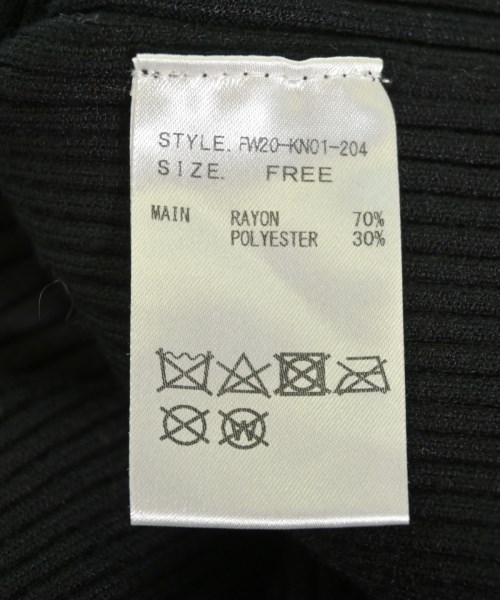 STYLE. FW20-KN01-204
SIZE. FREE
MAIN RAYON 70%
POLYESTER 30%
W